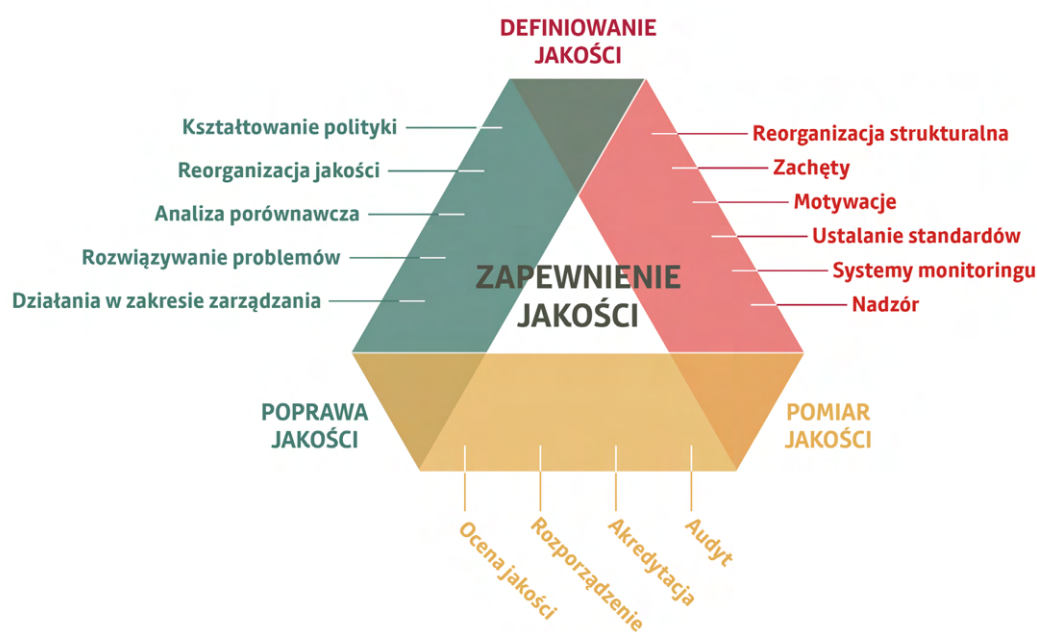 DEFINIOWANIE
JAKOŚCI
Kształtowanie polityki
Reorganizacja jakości
Analiza porównawcza
Rozwiązywanie problemów
Działania w zakresie zarządzania
Reorganizacja strukturalna
Zachęty
Motywacje
Ustalanie standardów
Systemy monitoringu
Nadzór
ZAPEWNIENIE
JAKOŚCI
POPRAWA
JAKOŚCI
POMIAR
JAKOŚCI
Ocena jakości
Rozporządzenie
Akredytacja
Audyt